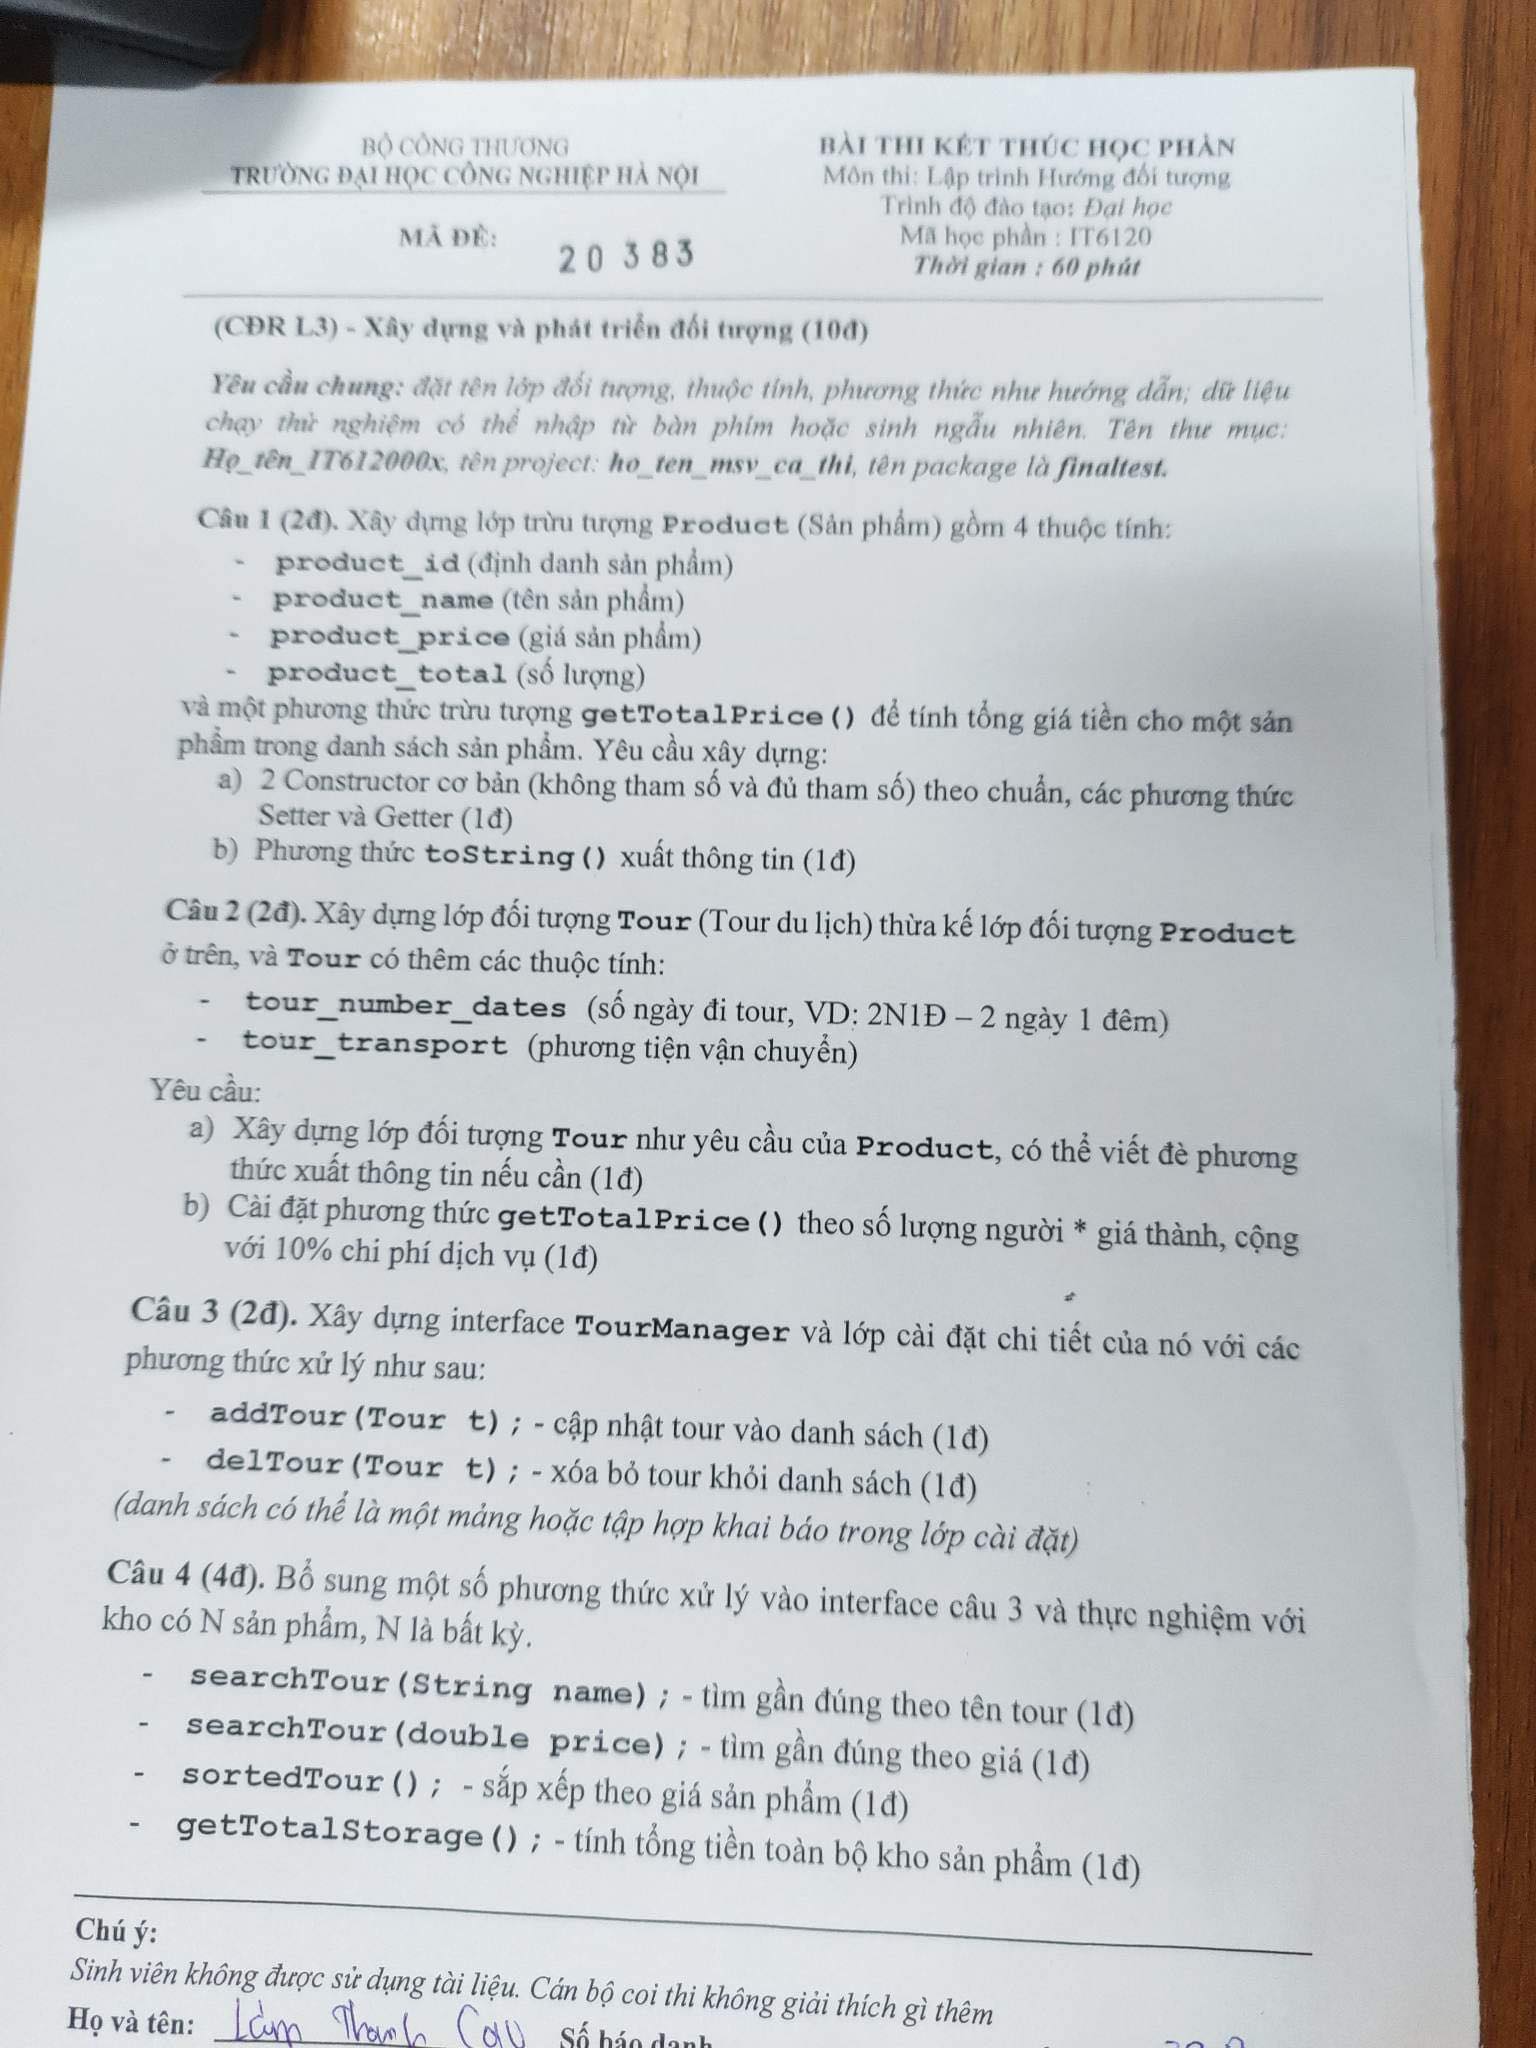 BỘ CÔNG THƯƠNG
TRƯỜNG ĐẠI HỌC CÔNG NGHIỆP HÀ NỘI
MÃ ĐỀ: 20 383
BÀI THI KẾT THÚC HỌC PHẦN
Môn thi: Lập trình Hướng đối tượng
Trình độ đào tạo: Đại học
Mã học phần : IT6120
Thời gian : 60 phút
(CĐR L3) - Xây dựng và phát triển đối tượng (10đ)
Yêu cầu chung: đặt tên lớp đối tượng, thuộc tính, phương thức như hướng dẫn; dữ liệu
chạy thử nghiệm có thể nhập từ bàn phím hoặc sinh ngẫu nhiên. Tên thư mục:
Họ_tên_IT612000x, tên project: ho_ten_msv_ca_thi, tên package là finaltest.
Câu 1 (2đ). Xây dựng lớp trừu tượng Product (Sản phẩm) gồm 4 thuộc tính:
- product_id (định danh sản phẩm)
- product_name (tên sản phẩm)
- product_price (giá sản phẩm)
- product_total (số lượng)
và một phương thức trừu tượng getTotalPrice() để tính tổng giá tiền cho một sản
phẩm trong danh sách sản phẩm. Yêu cầu xây dựng:
a) 2 Constructor cơ bản (không tham số và đủ tham số) theo chuẩn, các phương thức
Setter và Getter (1đ)
b) Phương thức toString() xuất thông tin (1đ)
Câu 2 (2đ). Xây dựng lớp đối tượng Tour (Tour du lịch) thừa kế lớp đối tượng Product
ở trên, và Tour có thêm các thuộc tính:
- tour_number_dates (số ngày đi tour, VD: 2N1Đ – 2 ngày 1 đêm)
- tour_transport (phương tiện vận chuyển)
Yêu cầu:
a) Xây dựng lớp đối tượng Tour như yêu cầu của Product, có thể viết đè phương
thức xuất thông tin nếu cần (1đ)
b) Cài đặt phương thức getTotalPrice() theo số lượng người * giá thành, cộng
với 10% chi phí dịch vụ (1đ)
Câu 3 (2đ). Xây dựng interface TourManager và lớp cài đặt chi tiết của nó với các
phương thức xử lý như sau:
- addTour(Tour t); - cập nhật tour vào danh sách (1đ)
- delTour(Tour t); - xóa bỏ tour khỏi danh sách (1đ)
(danh sách có thể là một mảng hoặc tập hợp khai báo trong lớp cài đặt)
Câu 4 (4đ). Bổ sung một số phương thức xử lý vào interface câu 3 và thực nghiệm với
kho có N sản phẩm, N là bất kỳ.
- searchTour(String name); - tìm gần đúng theo tên tour (1đ)
- searchTour(double price); - tìm gần đúng theo giá (1đ)
- sortedTour(); - sắp xếp theo giá sản phẩm (1đ)
- getTotalStorage(); - tính tổng tiền toàn bộ kho sản phẩm (1đ)
Chú ý:
Sinh viên không được sử dụng tài liệu. Cán bộ coi thi không giải thích gì thêm
Họ và tên: Thanh Số báo danh